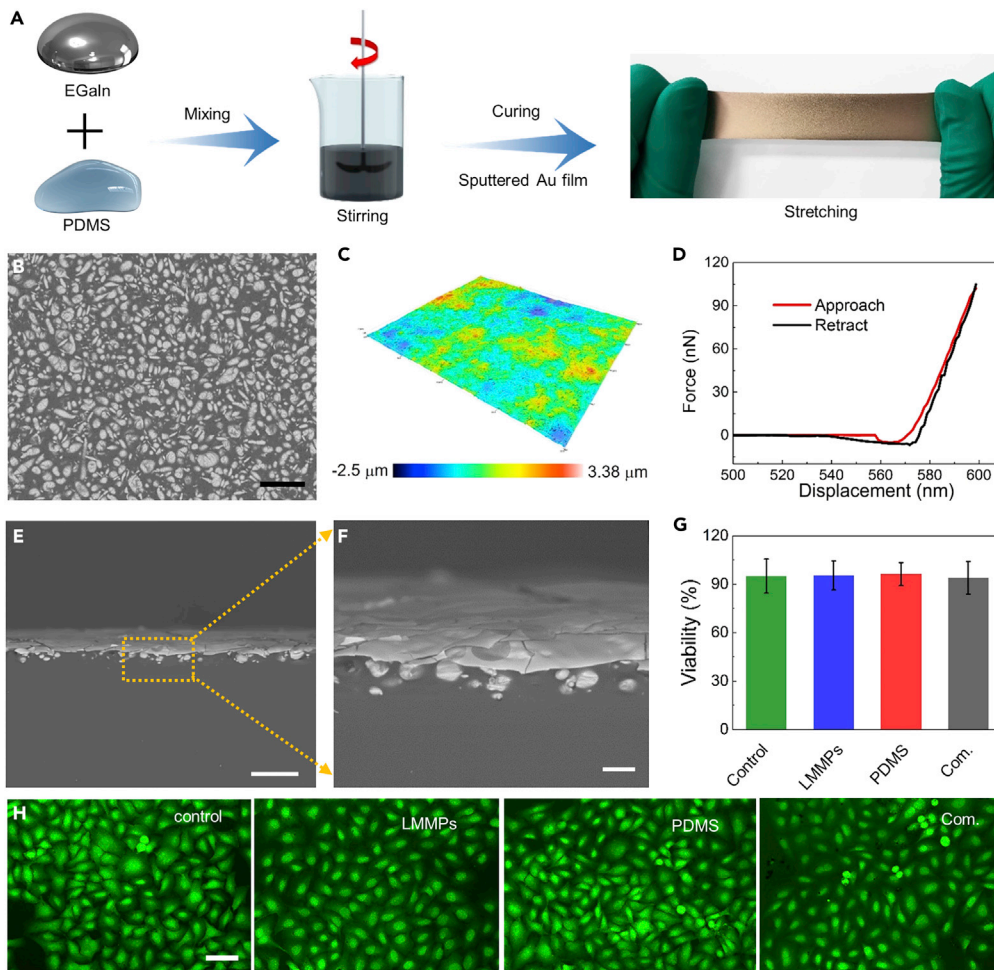 A
EGaIn
PDMS
Mixing
Stirring
Curing
Sputtered Au film
Stretching
B
C
-2.5 μm
3.38 μm
D
Force (nN)
120
90
60
30
0
Approach
Retract
500
520
540
560
580
600
Displacement (nm)
E
F
G
Viability (%)
120
90
60
30
0
Control
LMMPs
PDMS
Com.
H
control
LMMPs
PDMS
Com.